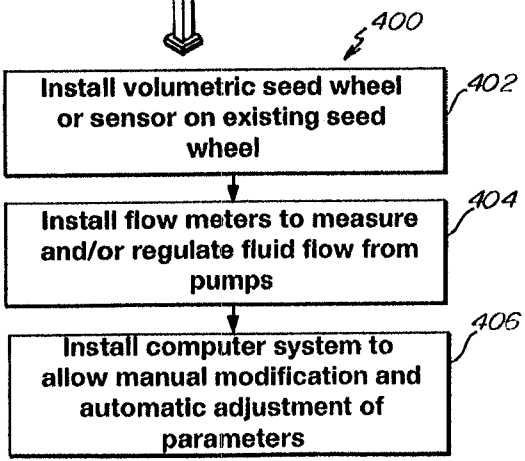 400
Install volumetric seed wheel
or sensor on existing seed
wheel
402
Install flow meters to measure
and/or regulate fluid flow from
pumps
404
Install computer system to
allow manual modification and
automatic adjustment of
parameters
406